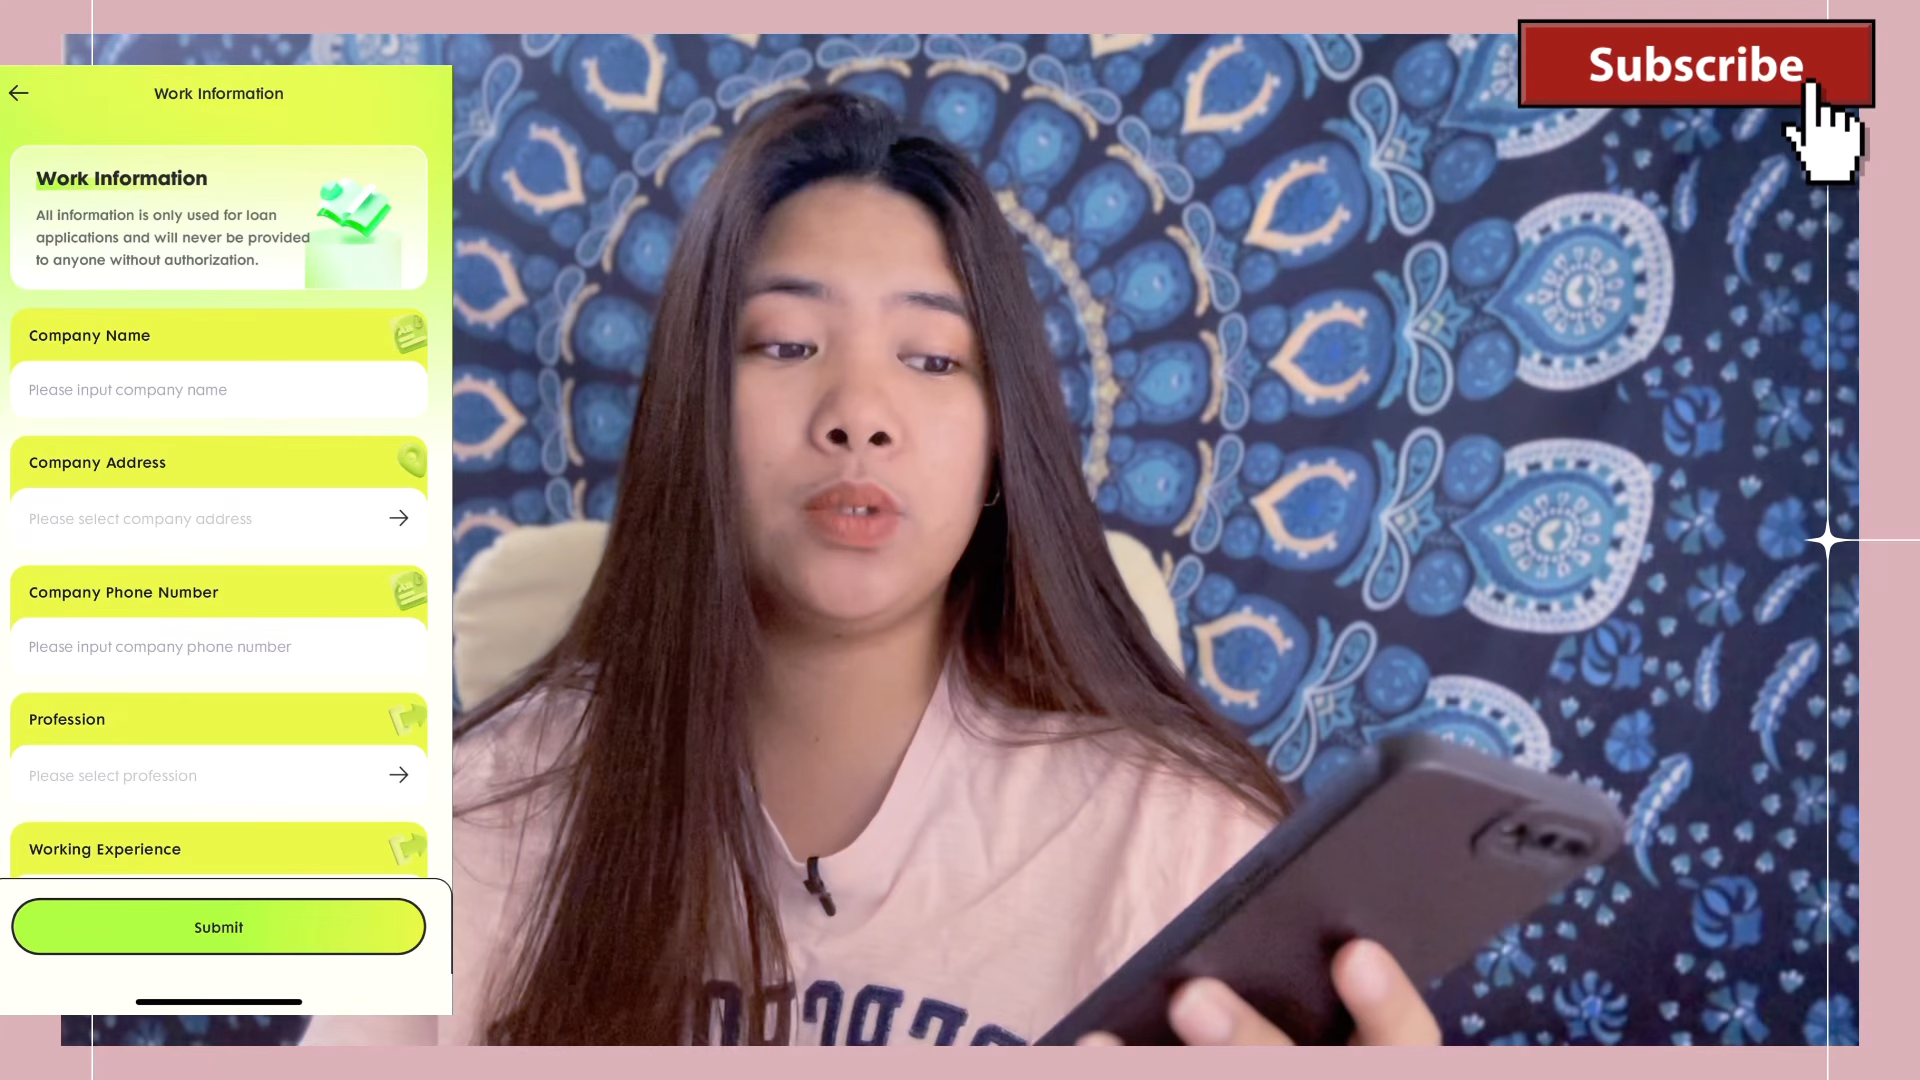 Subscribe
Work Information
Work Information
All information is only used for loan
applications and will never be provided
to anyone without authorization.
Company Name
Please input company name
Company Address
Please select company address
Company Phone Number
Please input company phone number
Profession
Please select profession
Working Experience
Submit